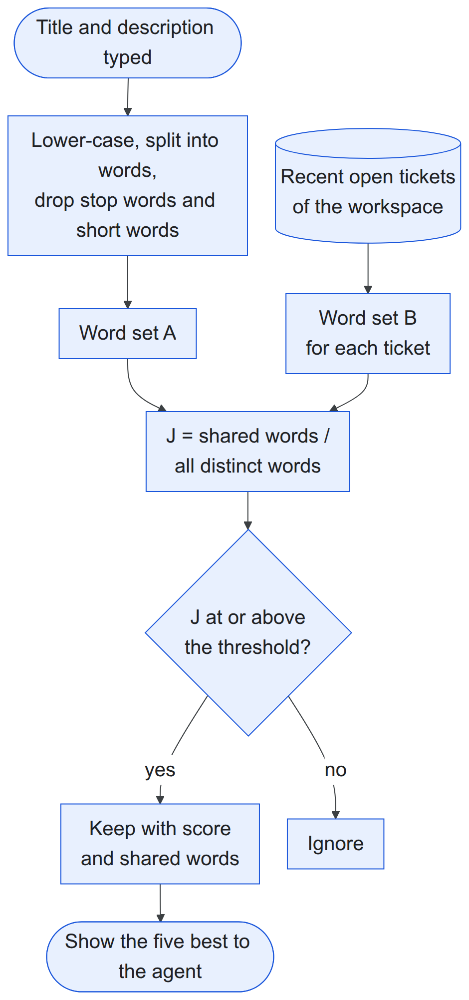 Title and description
typed
Lower-case, split into
words,
drop stop words and
short words
Recent open tickets
of the workspace
Word set A
Word set B
for each ticket
J = shared words /
all distinct words
J at or above
the threshold?
yes
no
Keep with score
and shared words
Ignore
Show the five best to
the agent